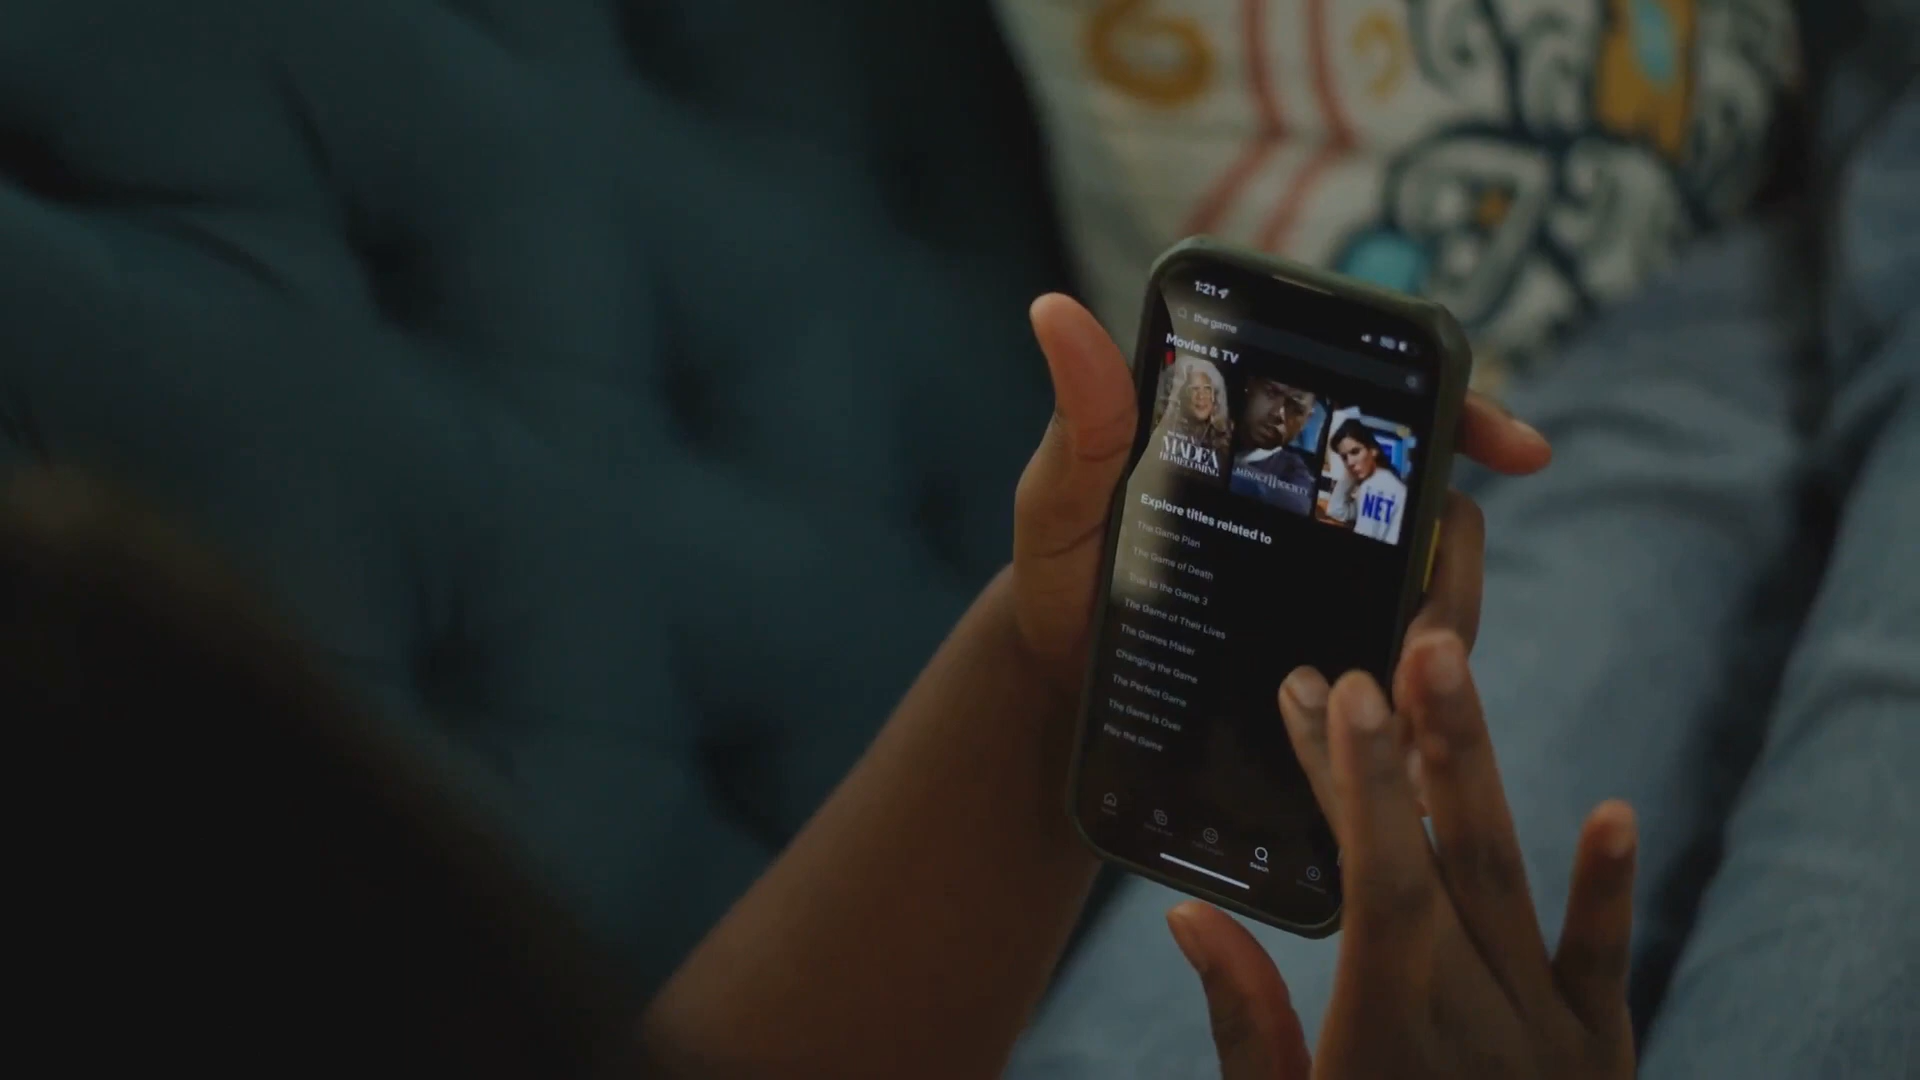 1:21
the game
Movies & TV
MADEA
HOMECOMING
MENACE II SOCIETY
NET
Explore titles related to
The Game Plan
The Game of Death
True to the Game 3
The Game of Their Lives
The Games Maker
Changing the Game
The Perfect Game
The Game is Over
Play the Game
Search